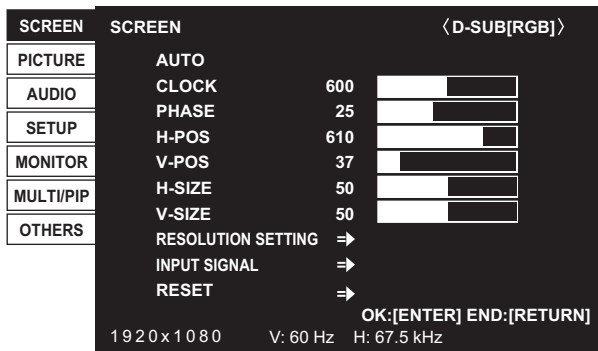 SCREEN
PICTURE
AUDIO
SETUP
MONITOR
MULTI/PIP
OTHERS
SCREEN 〈D-SUB[RGB]〉
AUTO
CLOCK 600
PHASE 25
H-POS 610
V-POS 37
H-SIZE 50
V-SIZE 50
RESOLUTION SETTING
INPUT SIGNAL
RESET
OK:[ENTER] END:[RETURN]
1920x1080 V: 60 Hz H: 67.5 kHz